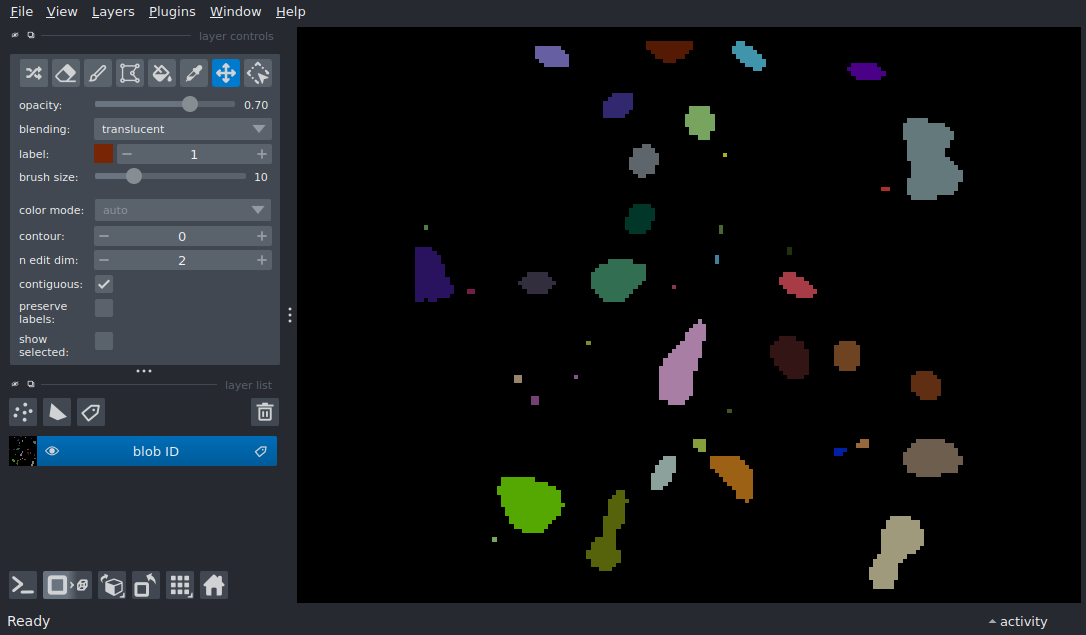 File View Layers Plugins Window Help
layer controls
opacity: 0.70
blending: translucent
label: 1
brush size: 10
color mode: auto
contour: 0
n edit dim: 2
contiguous:
preserve
labels:
show
selected:
layer list
blob ID
Ready
activity